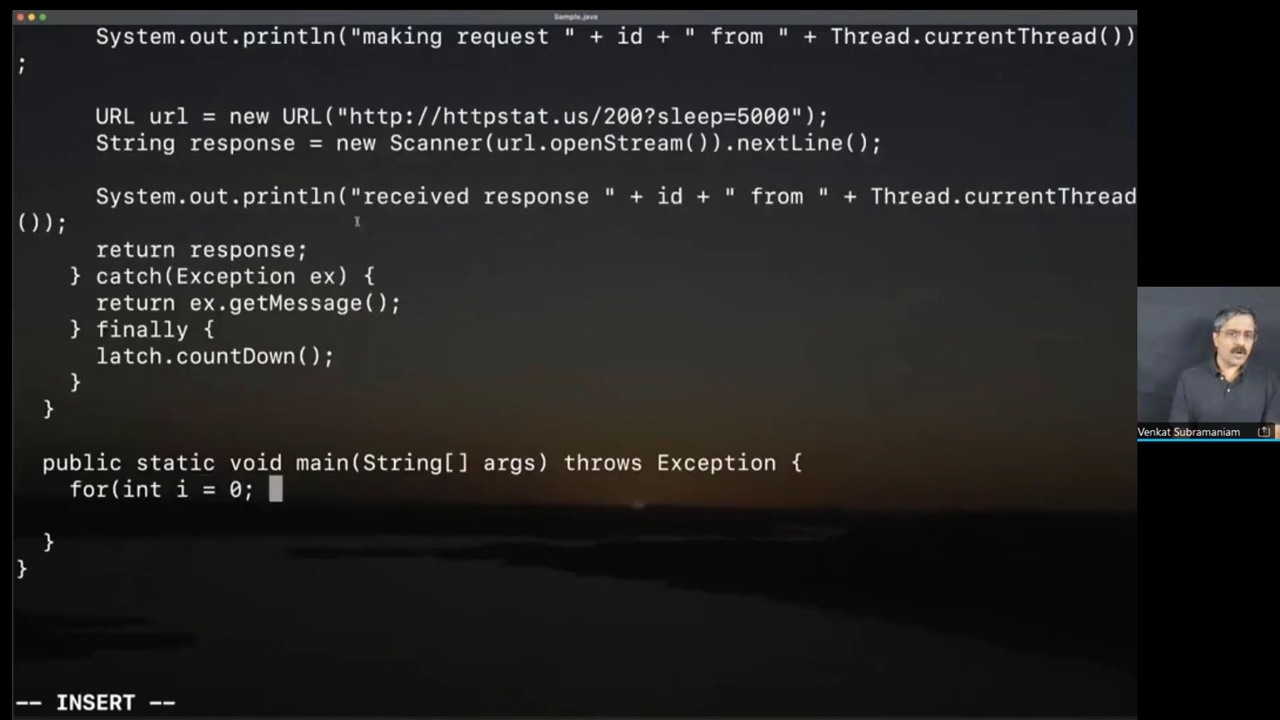 Sample.java
System.out.println("making request " + id + " from " + Thread.currentThread())
;
URL url = new URL("http://httpstat.us/200?sleep=5000");
String response = new Scanner(url.openStream()).nextLine();
System.out.println("received response " + id + " from " + Thread.currentThread
());
return response;
} catch(Exception ex) {
return ex.getMessage();
} finally {
latch.countDown();
}
}
public static void main(String[] args) throws Exception {
for(int i = 0;
}
}
-- INSERT --
Venkat Subramaniam